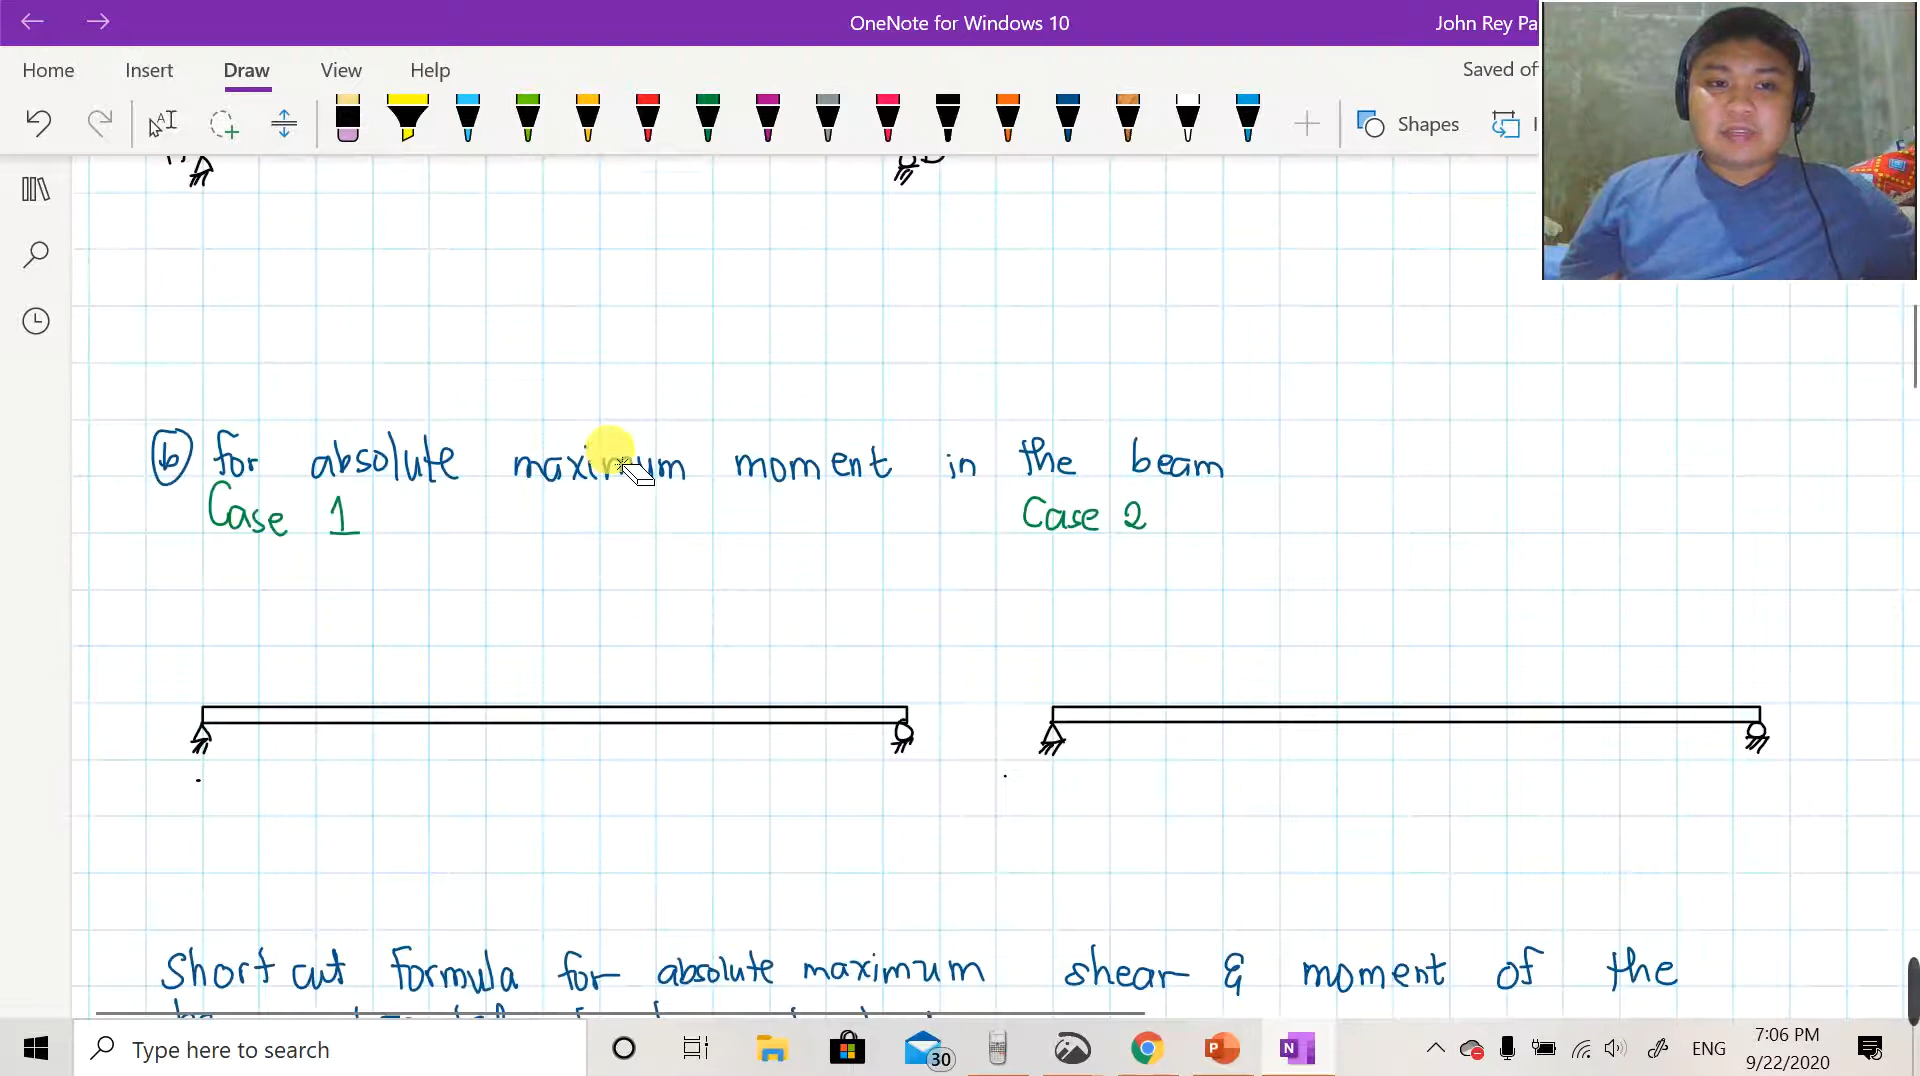 OneNote for Windows 10
John Rey Pa
Home
Insert
Draw
View
Help
Saved of
Shapes
b for absolute maximum moment in the beam
Case 1
Case 2
Short cut formula for absolute maximum shear & moment of the
Type here to search
30
ENG
7:06 PM
9/22/2020